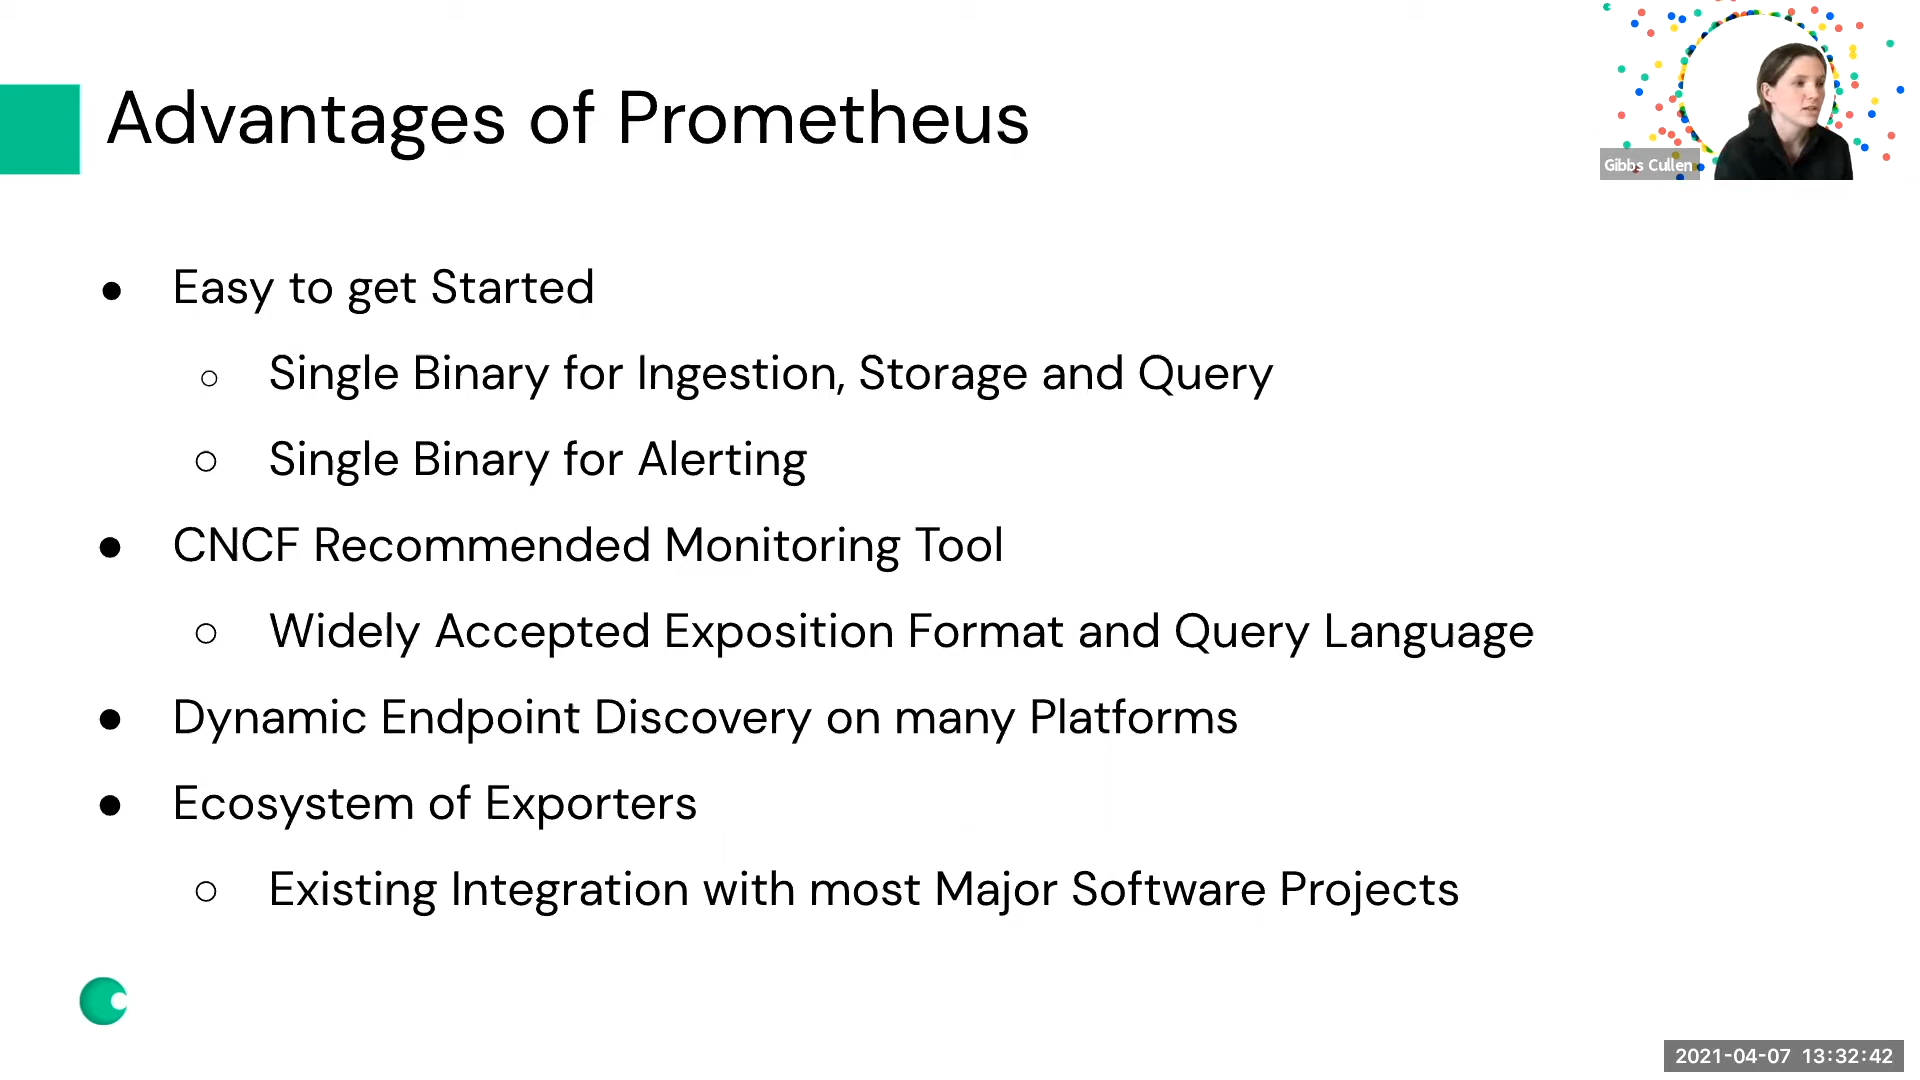 Advantages of Prometheus
Gibbs Cullen
● Easy to get Started
○ Single Binary for Ingestion, Storage and Query
○ Single Binary for Alerting
● CNCF Recommended Monitoring Tool
○ Widely Accepted Exposition Format and Query Language
● Dynamic Endpoint Discovery on many Platforms
● Ecosystem of Exporters
○ Existing Integration with most Major Software Projects
2021-04-07 13:32:42